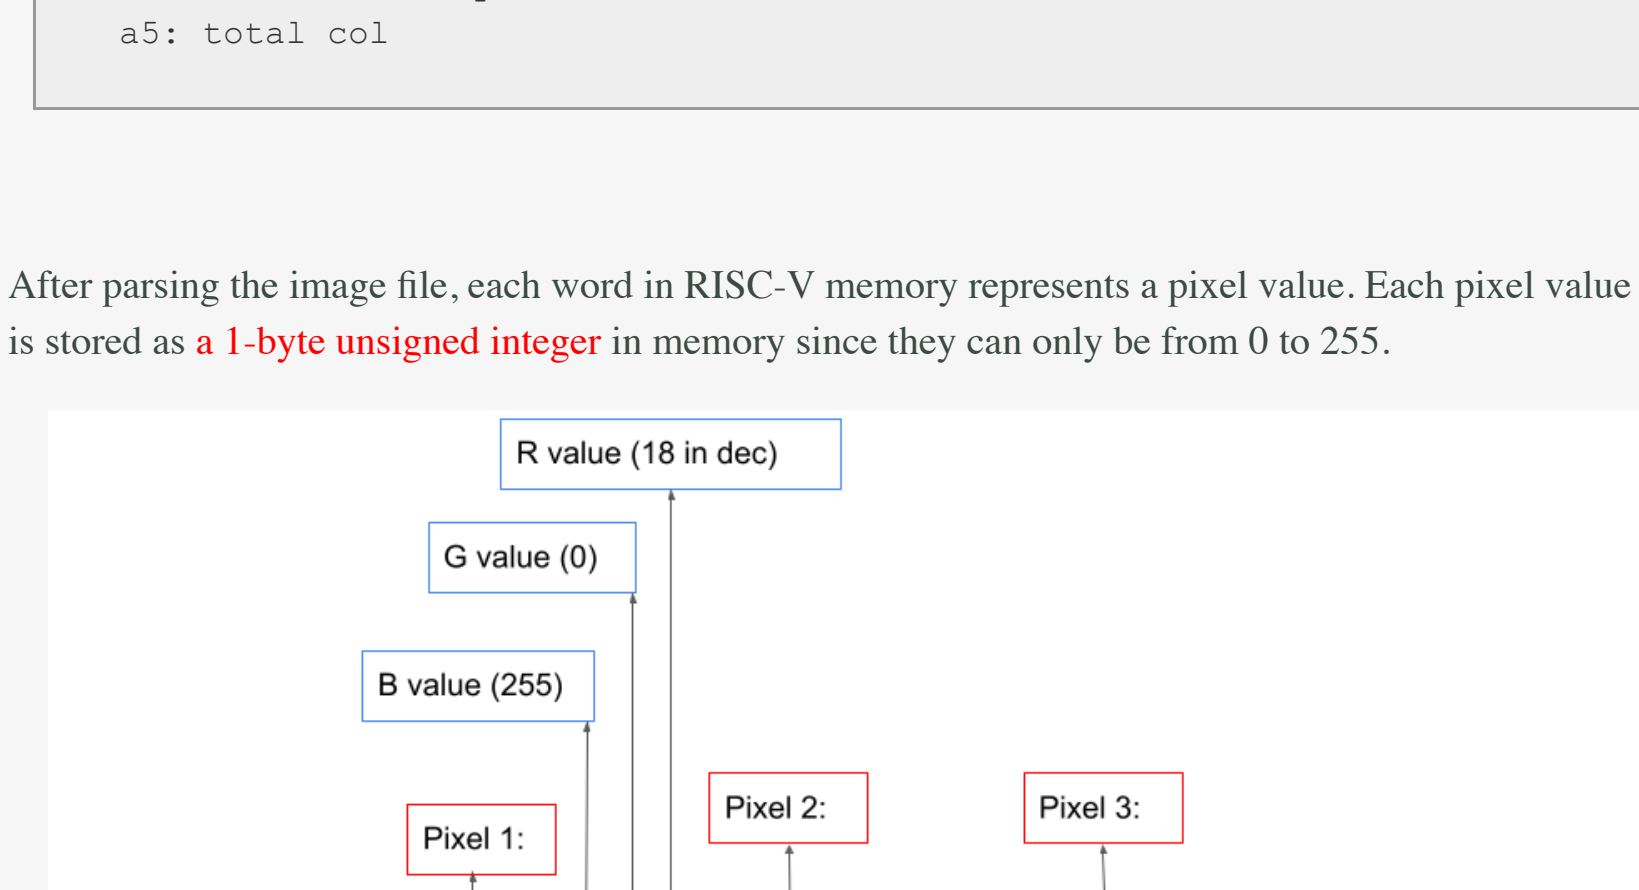 a5: total col
After parsing the image file, each word in RISC-V memory represents a pixel value. Each pixel value
is stored as a 1-byte unsigned integer in memory since they can only be from 0 to 255.
R value (18 in dec)
G value (0)
B value (255)
Pixel 2:
Pixel 3:
Pixel 1: